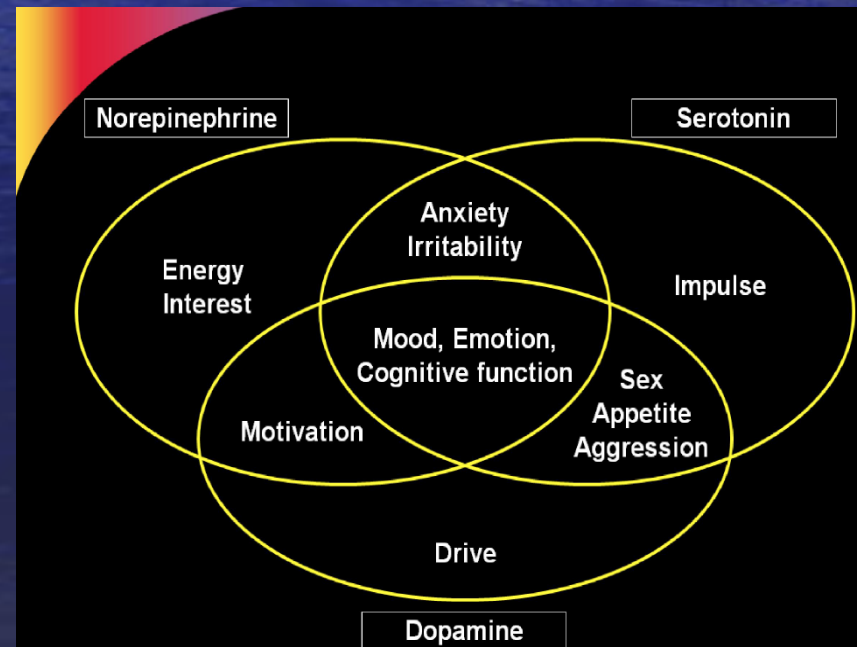 Norepinephrine
Serotonin
Anxiety
Irritability
Energy
Interest
Impulse
Mood, Emotion,
Cognitive function
Sex
Appetite
Aggression
Motivation
Drive
Dopamine